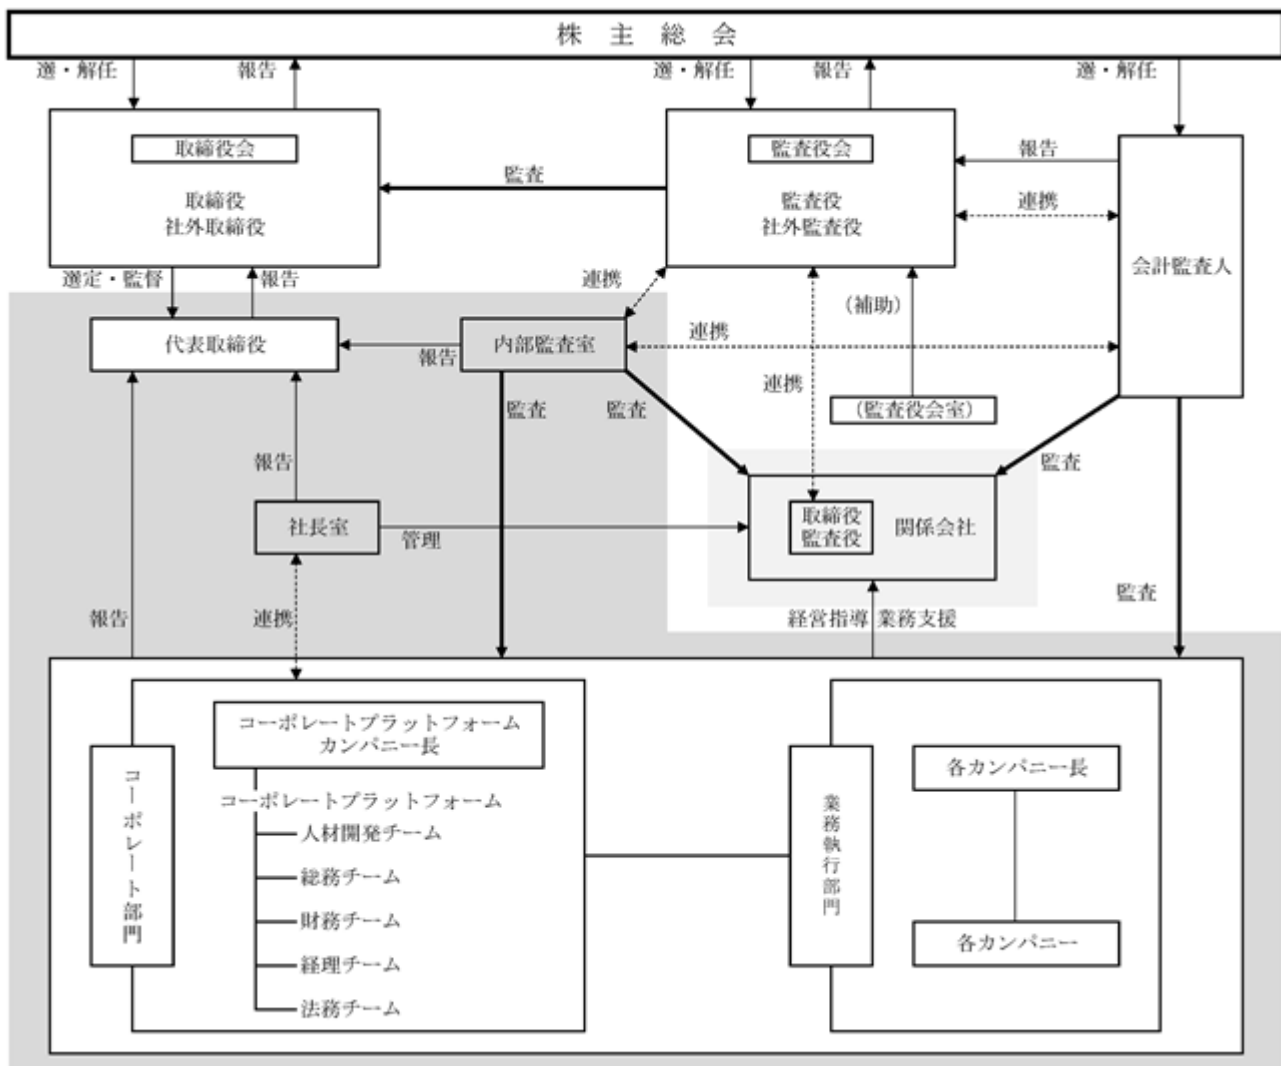 株主総会
選・解任
報告
選・解任
報告
選・解任
取締役会
取締役
社外取締役
監査
監査役会
監査役
社外監査役
報告
連携
会計監査人
選定・監督
報告
連携
（補助）
代表取締役
報告
内部監査室
連携
監査
監査
連携
（監査役会室）
報告
監査
社長室
管理
取締役
監査役
関係会社
報告
連携
経営指導 業務支援
監査
コーポレート部門
コーポレートプラットフォーム
カンパニー長
コーポレートプラットフォーム
人材開発チーム
総務チーム
財務チーム
経理チーム
法務チーム
業務執行部門
各カンパニー長
各カンパニー